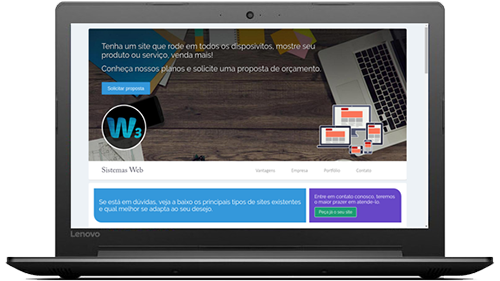 Tenha um site que rode em todos os dispositivos, mostre seu
produto ou serviço, venda mais!
Conheça nossos planos e solicite uma proposta de orçamento.
Solicitar proposta
W3
Sistemas Web
Vantagens Empresa Portfólio Contato
Se está em dúvidas, veja a baixo os principais tipos de sites existentes
e qual melhor se adapta ao seu desejo.
Entre em contato conosco, teremos
o maior prazer em atende-lo.
Peça já o seu site
Lenovo